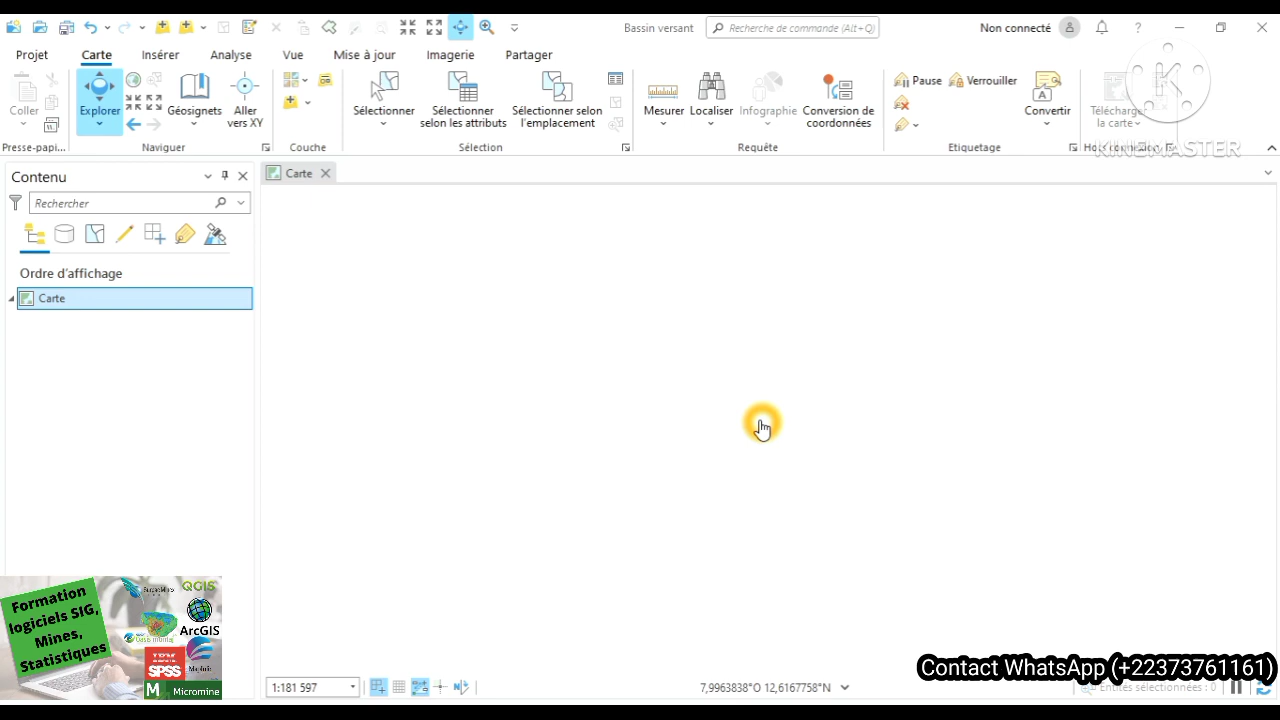 Bassin versant
Recherche de commande (Alt+Q)
Non connecté
?
Projet
Carte
Insérer
Analyse
Vue
Mise à jour
Imagerie
Partager
Coller
Explorer
Géosignets
Aller
vers XY
Sélectionner
Sélectionner
selon les attributs
Sélectionner selon
l'emplacement
Mesurer
Localiser
Infographie
Conversion de
coordonnées
Pause
Verrouiller
Convertir
Télécharger
la carte
Presse-papi...
Naviguer
Couche
Sélection
Requête
Etiquetage
KINEMASTER
Contenu
Carte
Rechercher
Ordre d'affichage
Carte
Formation
logiciels SIG,
Mines,
Statistiques
QGIS
ArcGIS
SPSS
M Micromine
Contact WhatsApp (+22373761161)
1:181 597
7,9963838°O 12,6167758°N
Entités sélectionnées : 0